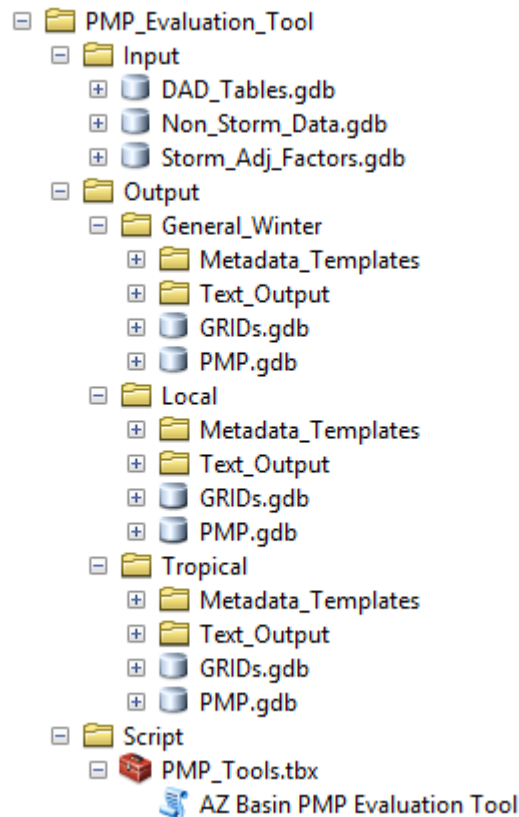 PMP_Evaluation_Tool
Input
DAD_Tables.gdb
Non_Storm_Data.gdb
Storm_Adj_Factors.gdb
Output
General_Winter
Metadata_Templates
Text_Output
GRIDs.gdb
PMP.gdb
Local
Metadata_Templates
Text_Output
GRIDs.gdb
PMP.gdb
Tropical
Metadata_Templates
Text_Output
GRIDs.gdb
PMP.gdb
Script
PMP_Tools.tbx
AZ Basin PMP Evaluation Tool